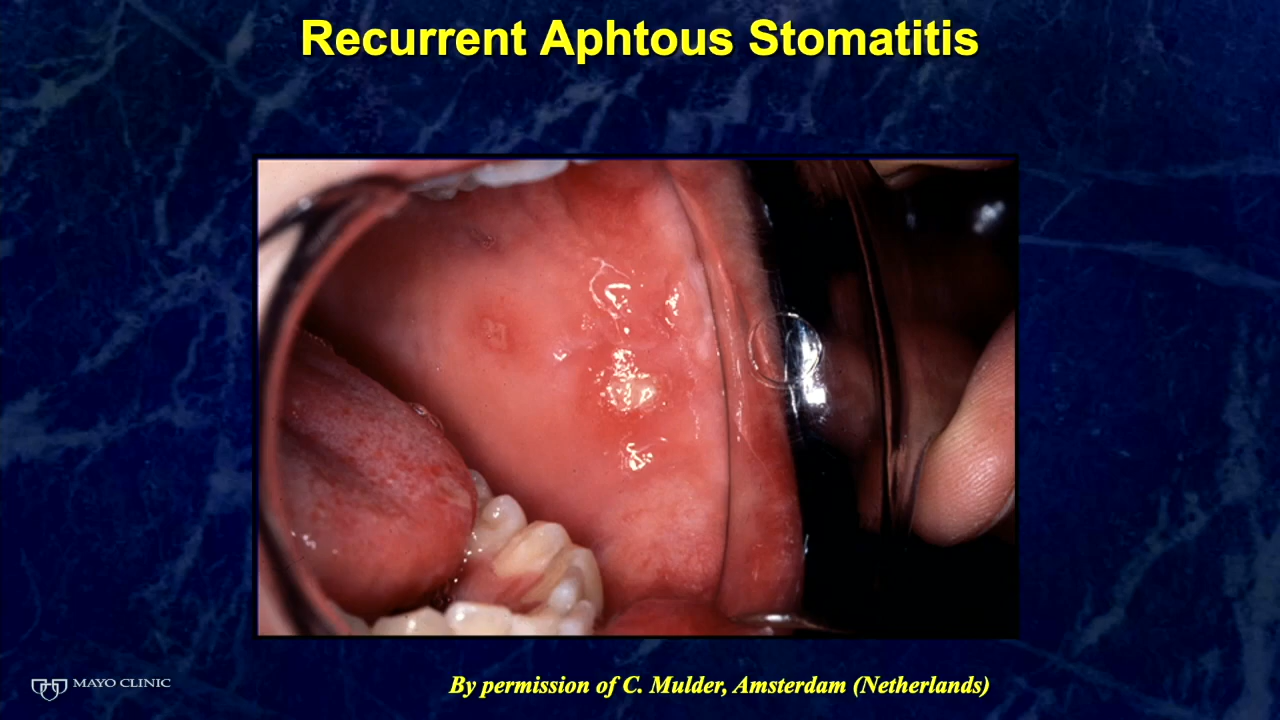 Recurrent Aphtous Stomatitis
MAYO CLINIC
By permission of C. Mulder, Amsterdam (Netherlands)